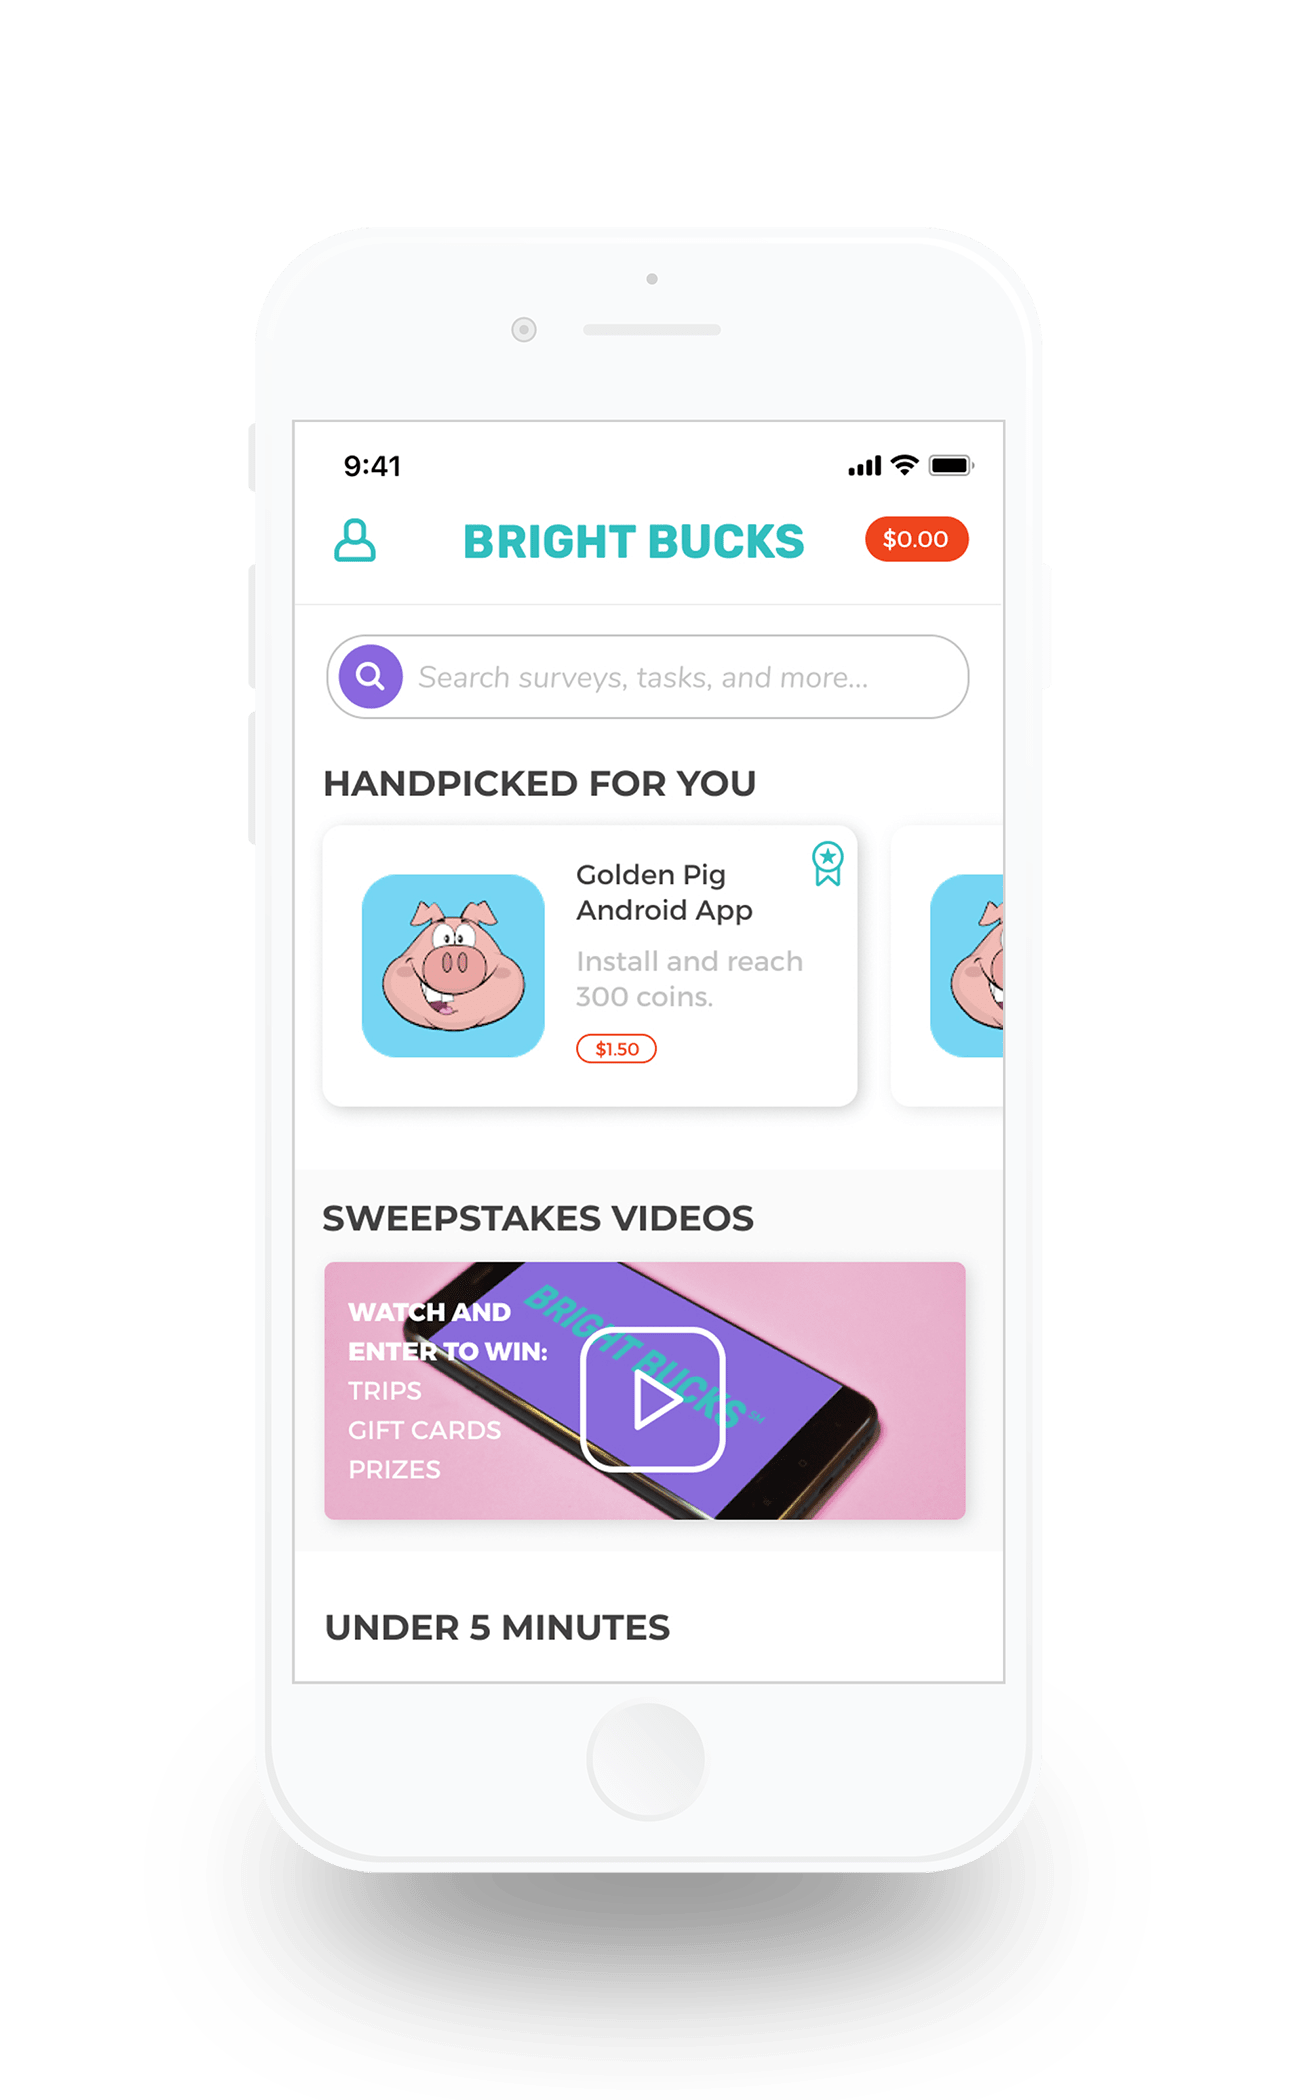 9:41
BRIGHT BUCKS
$0.00
Search surveys, tasks, and more...
HANDPICKED FOR YOU
Golden Pig
Android App
Install and reach
300 coins.
$1.50
SWEEPSTAKES VIDEOS
WATCH AND
ENTER TO WIN:
TRIPS
GIFT CARDS
PRIZES
BRIGHT BUCKS℠
UNDER 5 MINUTES